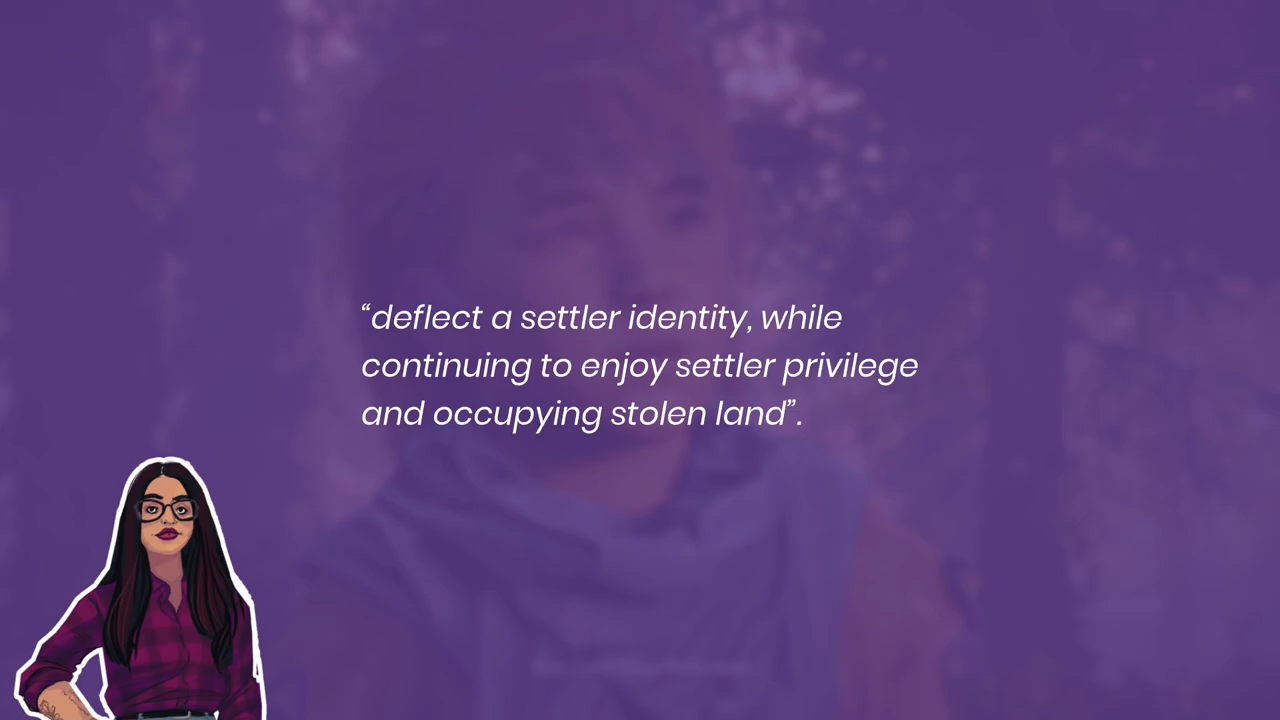 “deflect a settler identity, while
continuing to enjoy settler privilege
and occupying stolen land”.